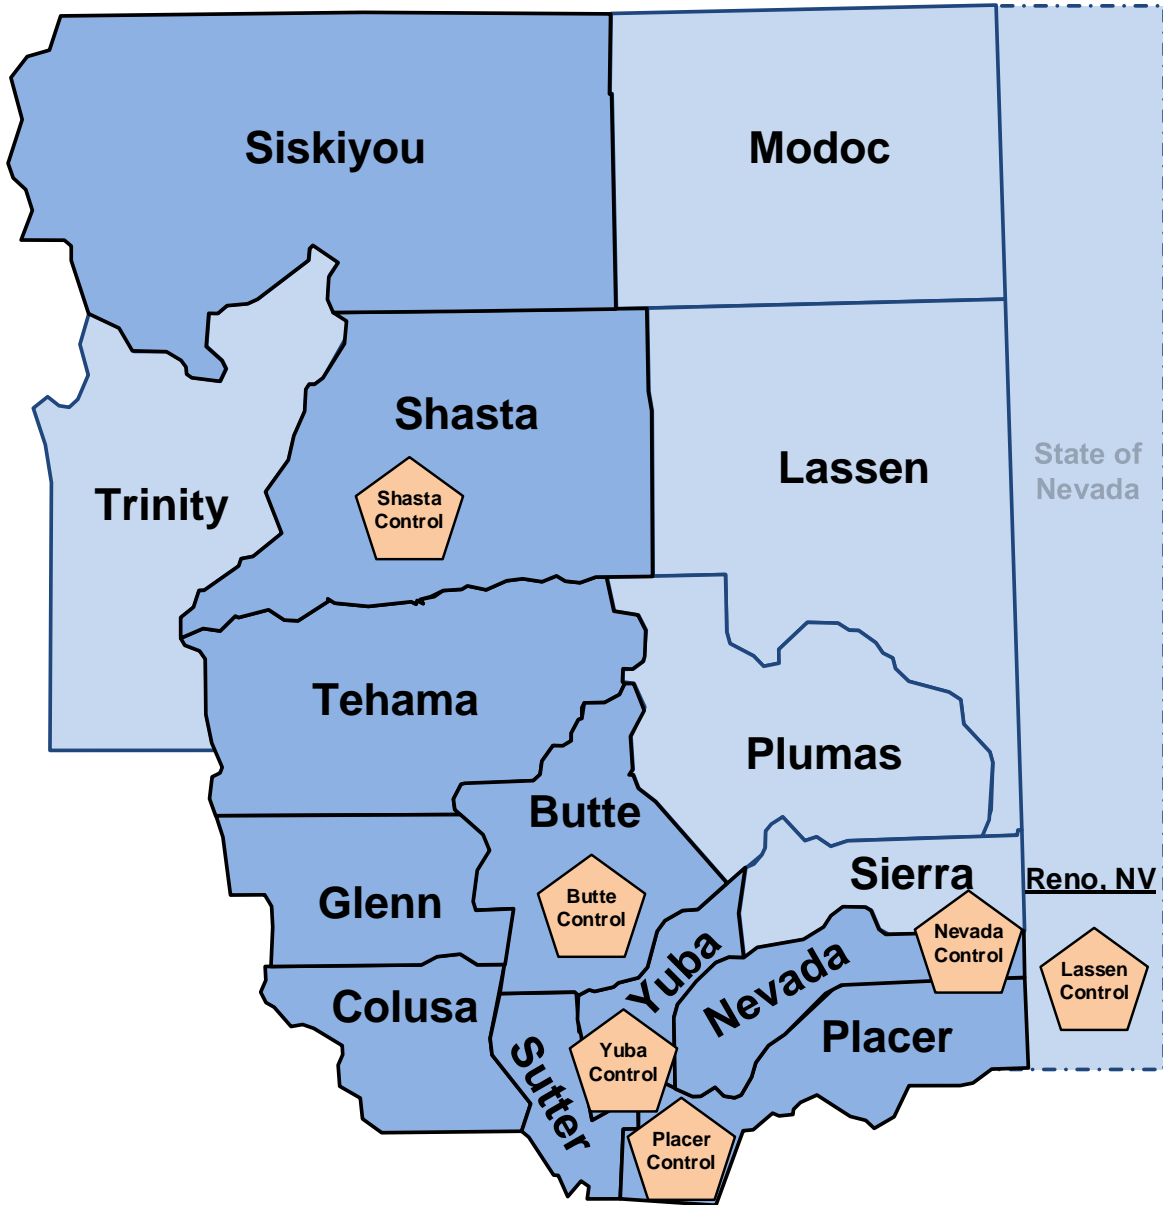 Siskiyou
Modoc
Shasta
Lassen
State of
Nevada
Trinity
Shasta
Control
Tehama
Plumas
Butte
Sierra
Reno, NV
Glenn
Butte
Control
Yuba
Nevada
Nevada
Control
Lassen
Control
Colusa
Placer
Sutter
Yuba
Control
Placer
Control